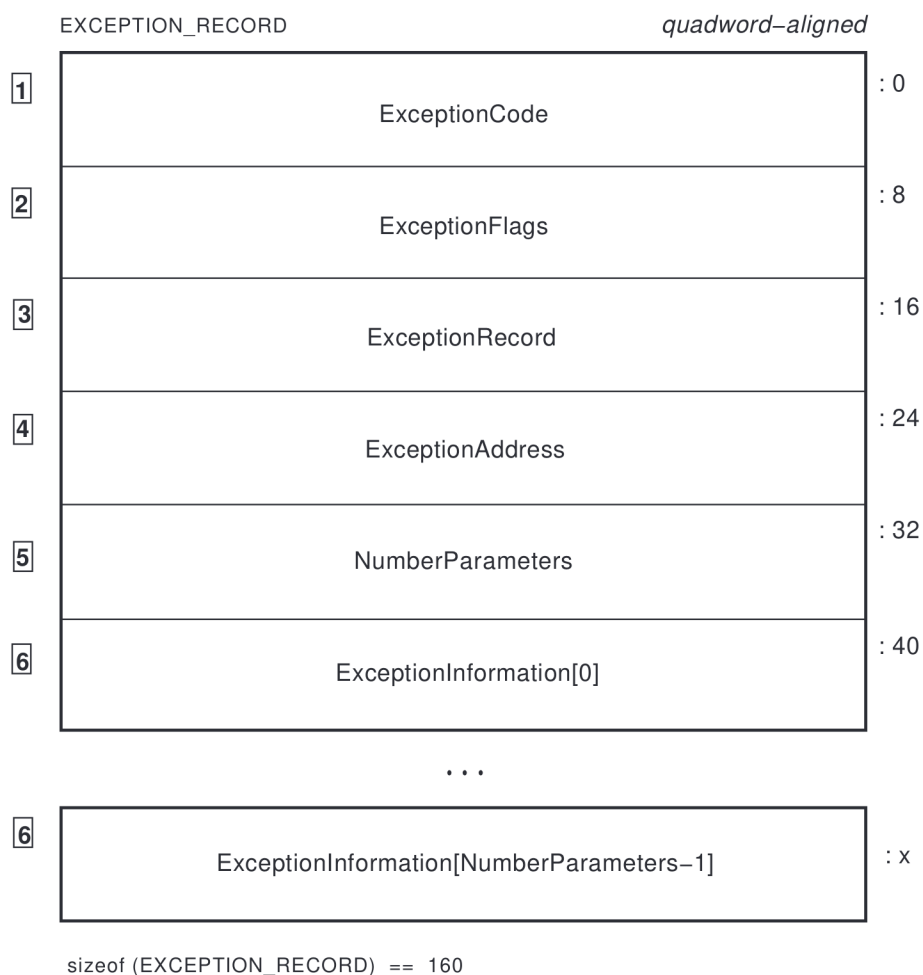 EXCEPTION_RECORD quadword–aligned
1 : 0
ExceptionCode
2 : 8
ExceptionFlags
3 : 16
ExceptionRecord
4 : 24
ExceptionAddress
5 : 32
NumberParameters
6 : 40
ExceptionInformation[0]
. . .
6
ExceptionInformation[NumberParameters–1] : x
sizeof (EXCEPTION_RECORD) == 160